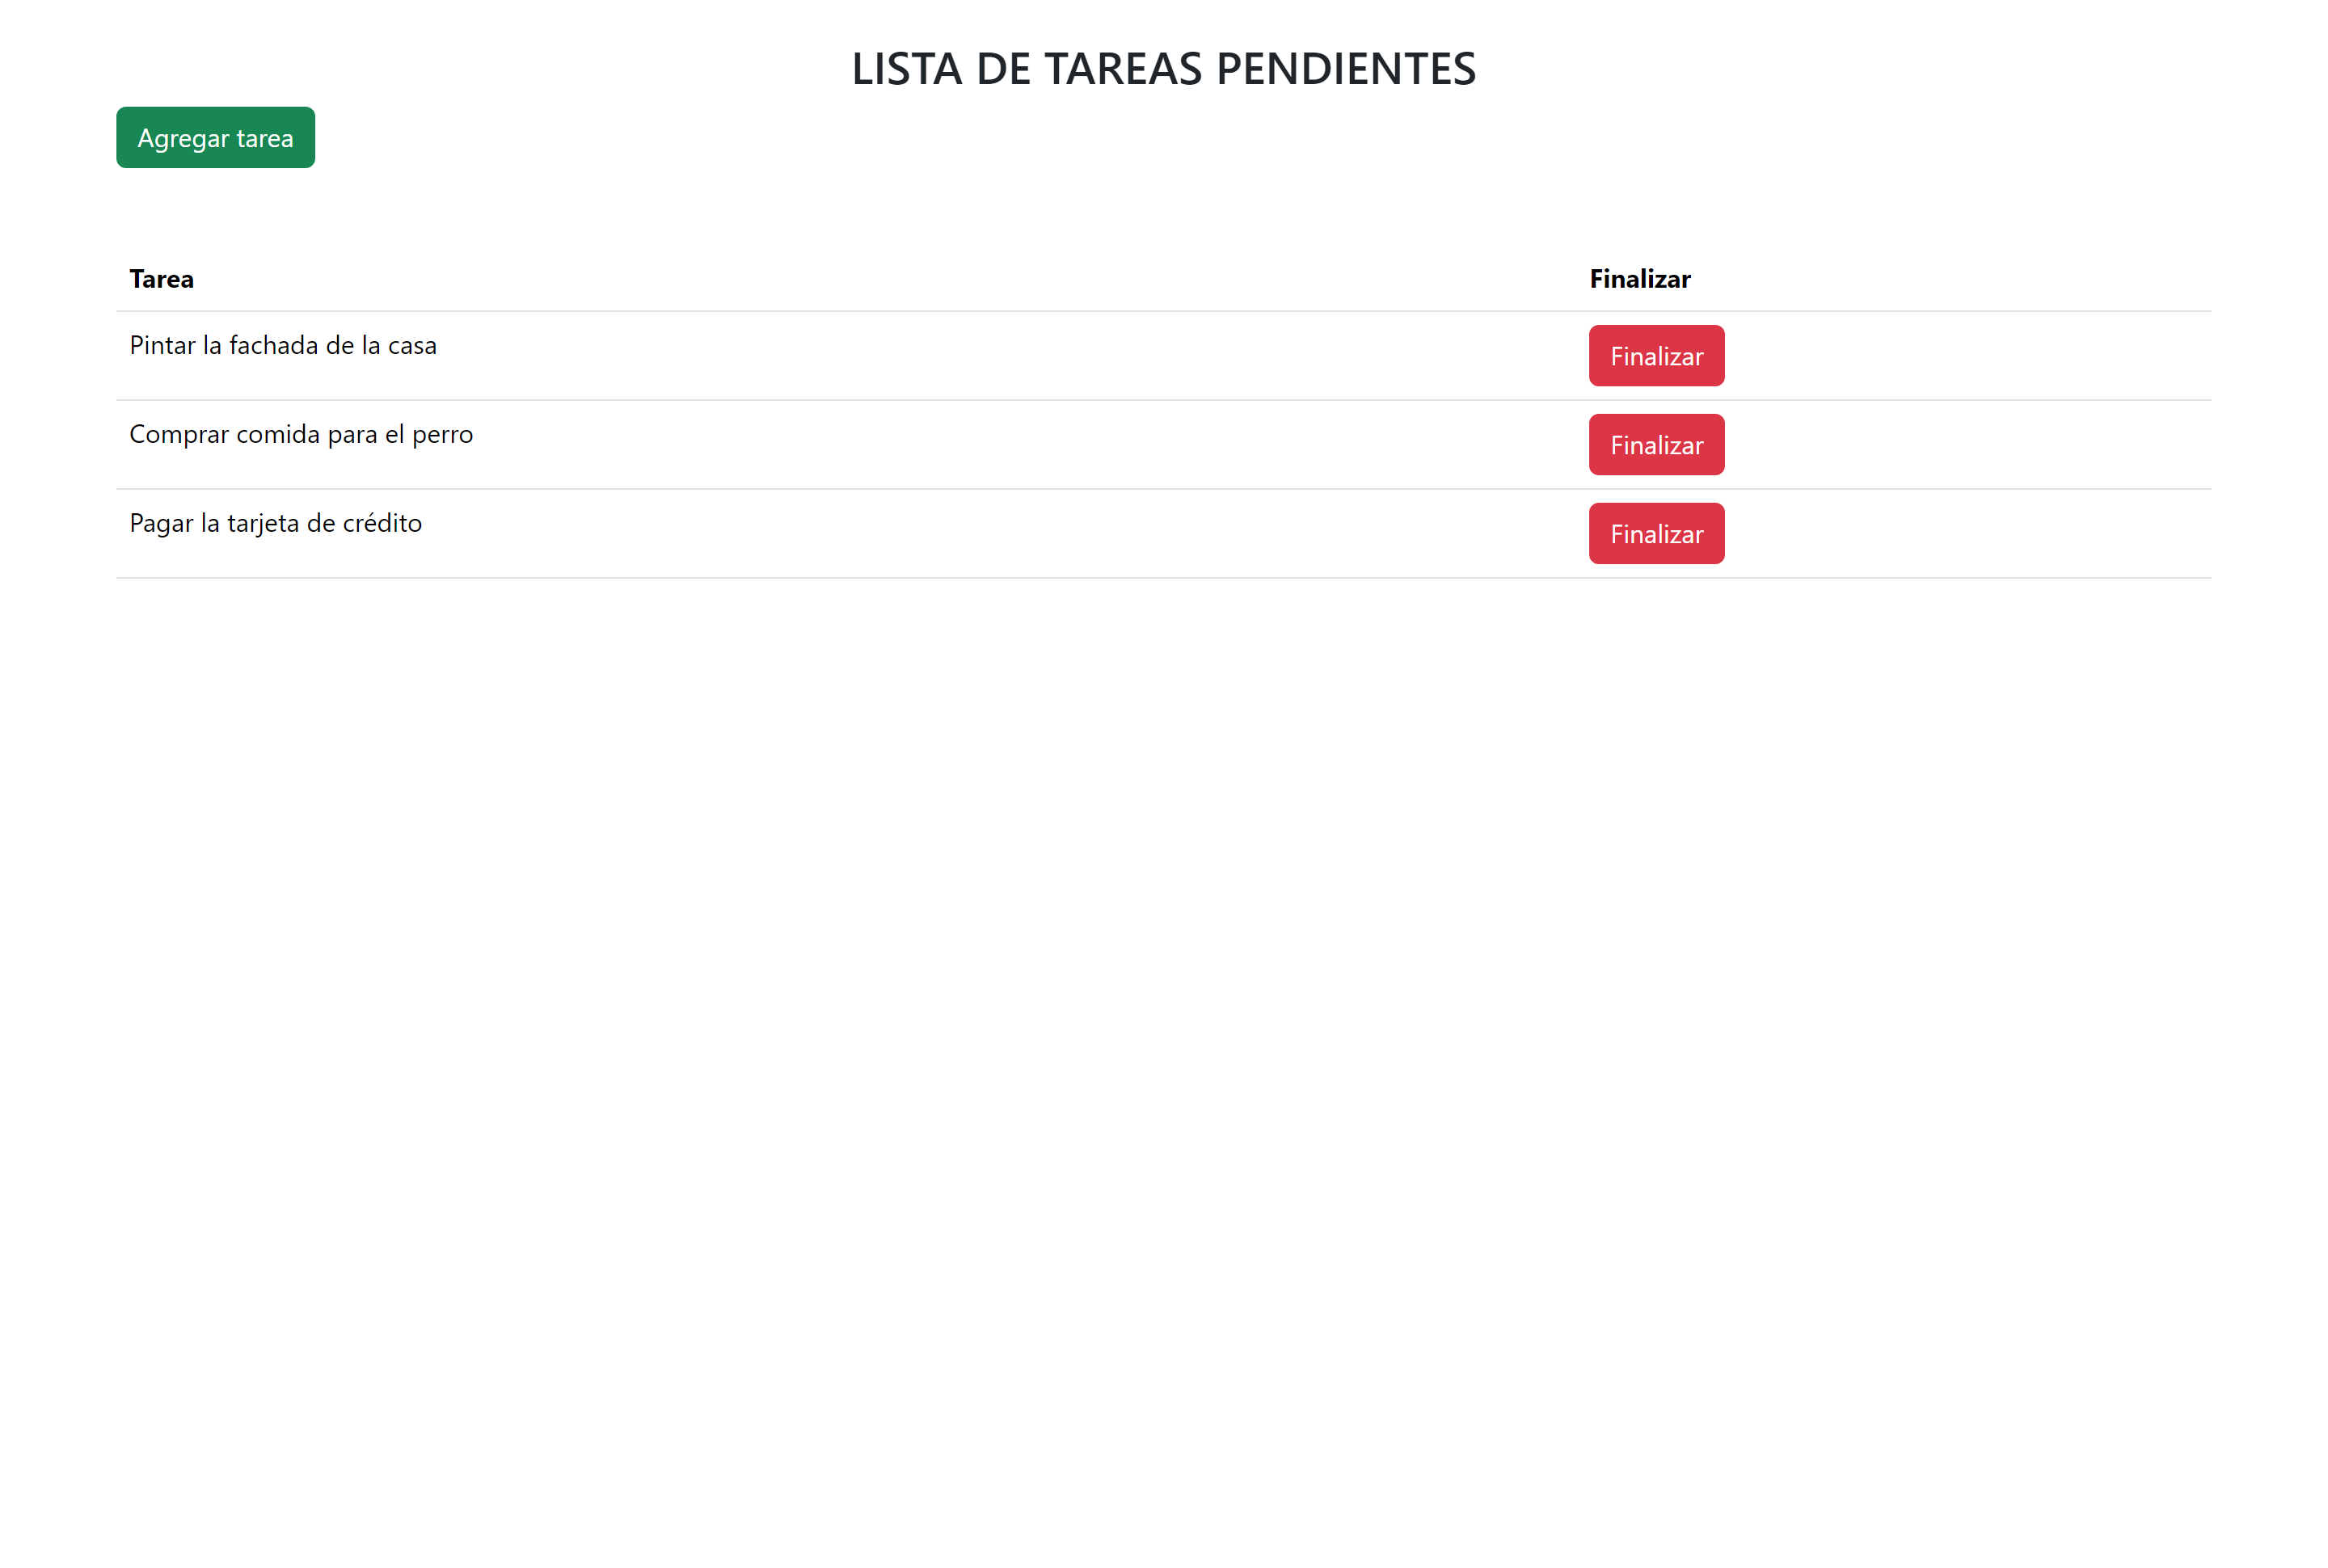 LISTA DE TAREAS PENDIENTES
Agregar tarea
Tarea Finalizar
Pintar la fachada de la casa Finalizar
Comprar comida para el perro Finalizar
Pagar la tarjeta de crédito Finalizar